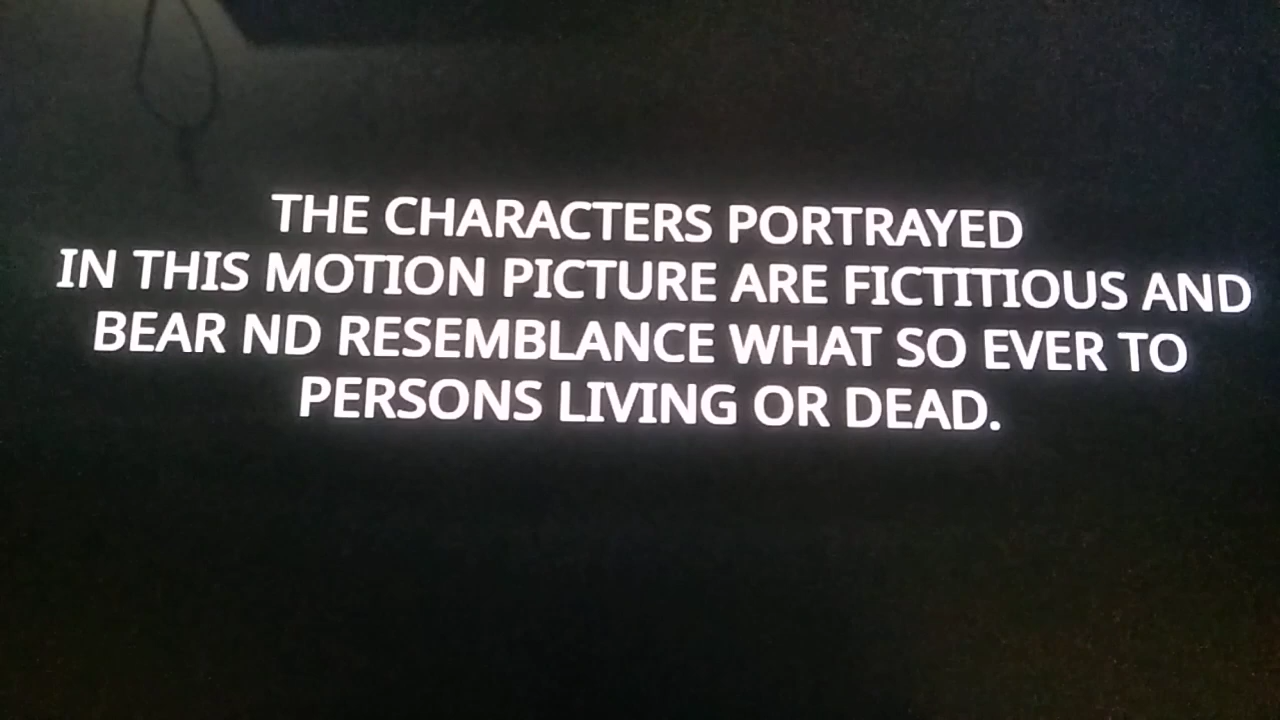 THE CHARACTERS PORTRAYED
IN THIS MOTION PICTURE ARE FICTITIOUS AND
BEAR ND RESEMBLANCE WHAT SO EVER TO
PERSONS LIVING OR DEAD.